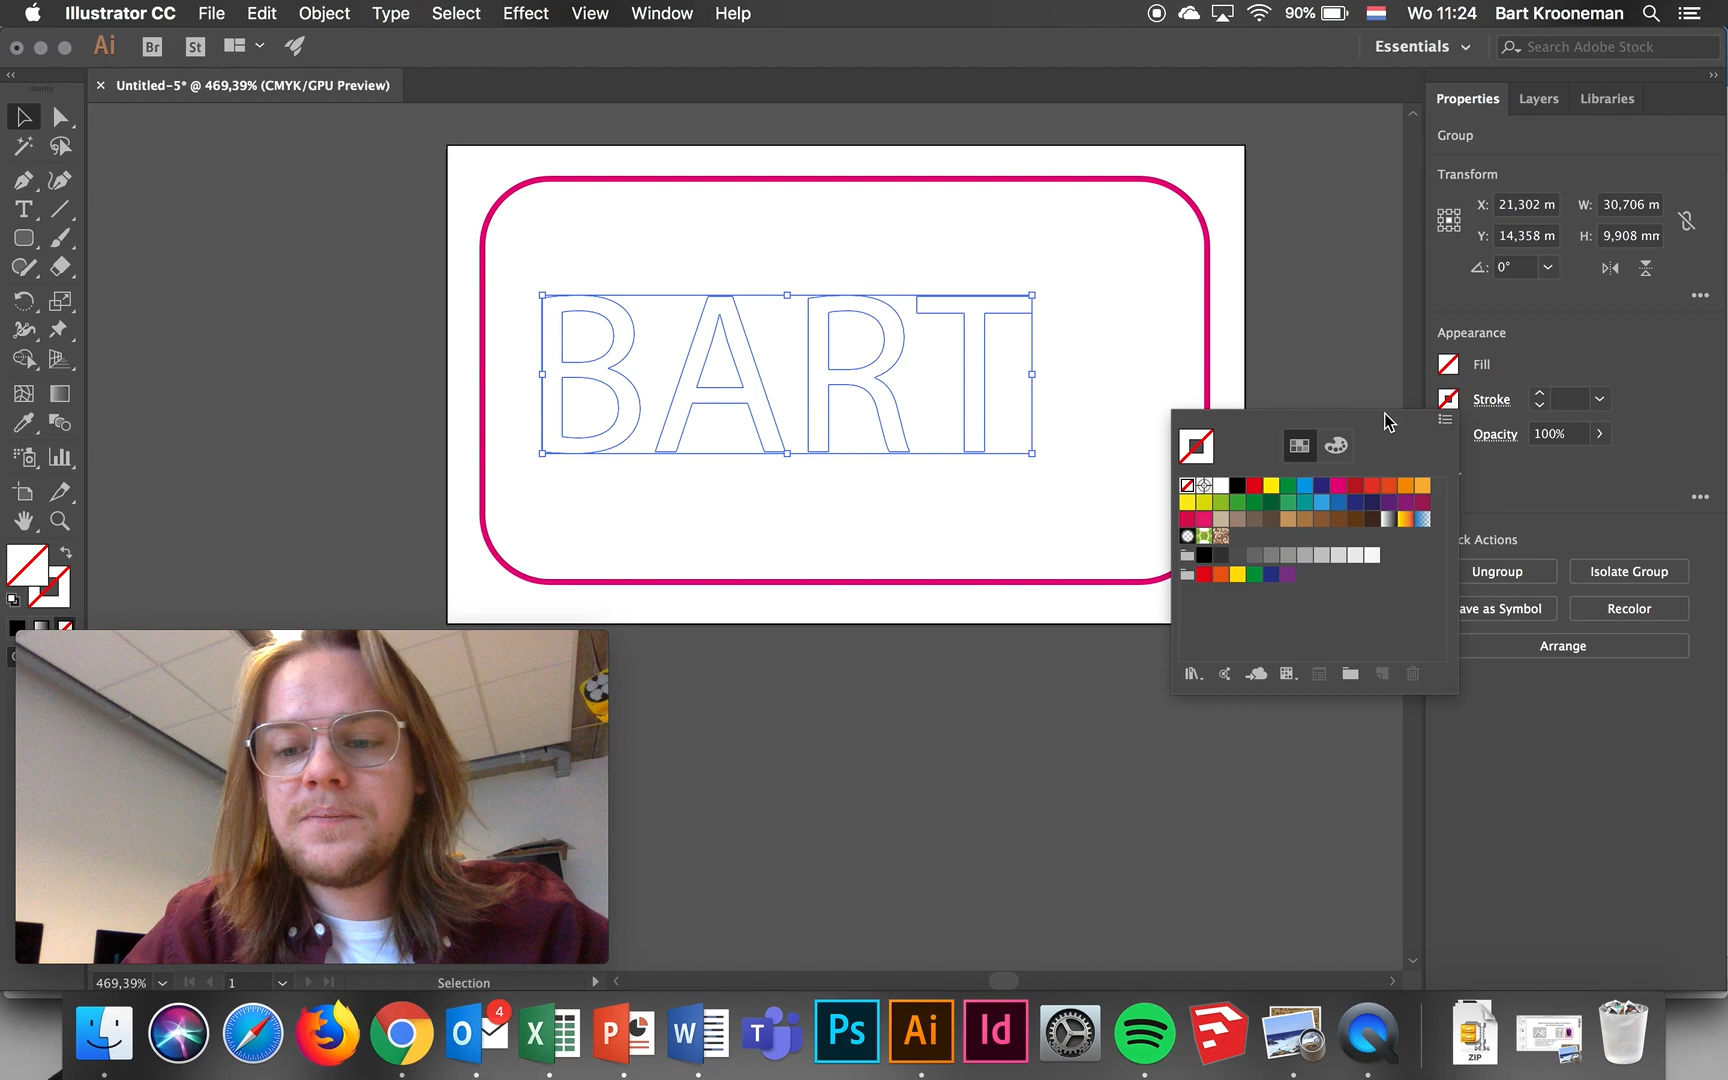 Illustrator CC File Edit Object Type Select Effect View Window Help 90% Wo 11:24 Bart Krooneman
Ai Br St Essentials Search Adobe Stock
× Untitled-5* @ 469,39% (CMYK/GPU Preview)
Properties Layers Libraries
Group
Transform
X: 21,302 m W: 30,706 m
Y: 14,358 m H: 9,908 mm
0°
BART
Appearance
Fill
Stroke
Opacity 100%
ck Actions
Ungroup Isolate Group
ave as Symbol Recolor
Arrange
469,39% 1 Selection
4
O X P W T Ps Ai Id
ZIP